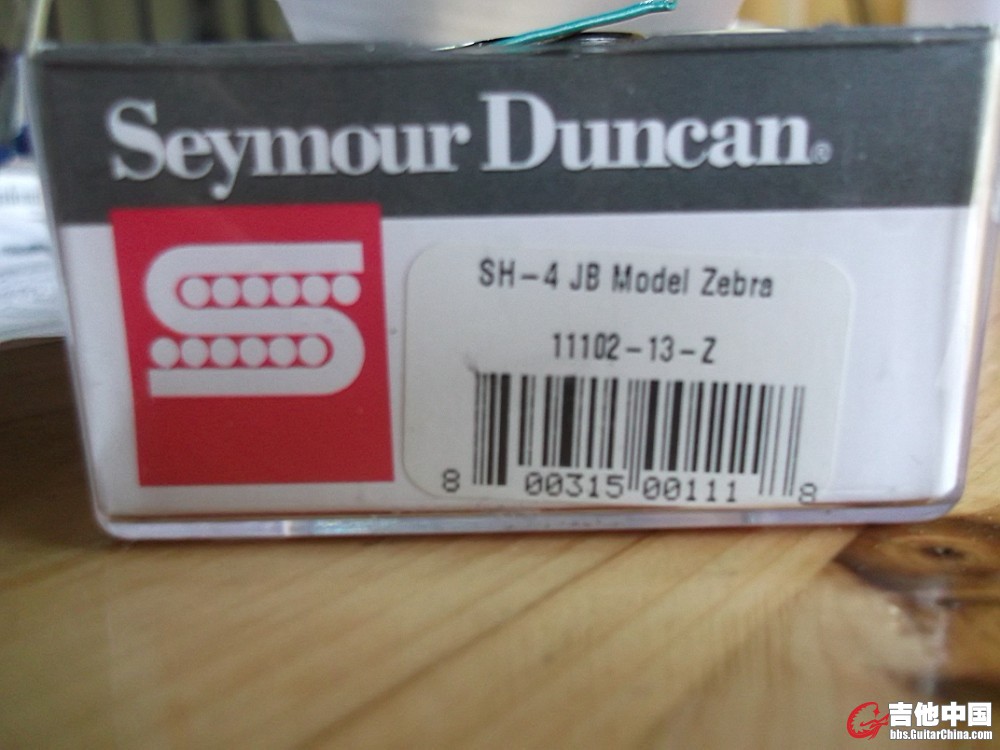 Seymour Duncan®
SH-4 JB Model Zebra
11102-13-Z
8 00315 00111 8
吉他中国
bbs.GuitarChina.com